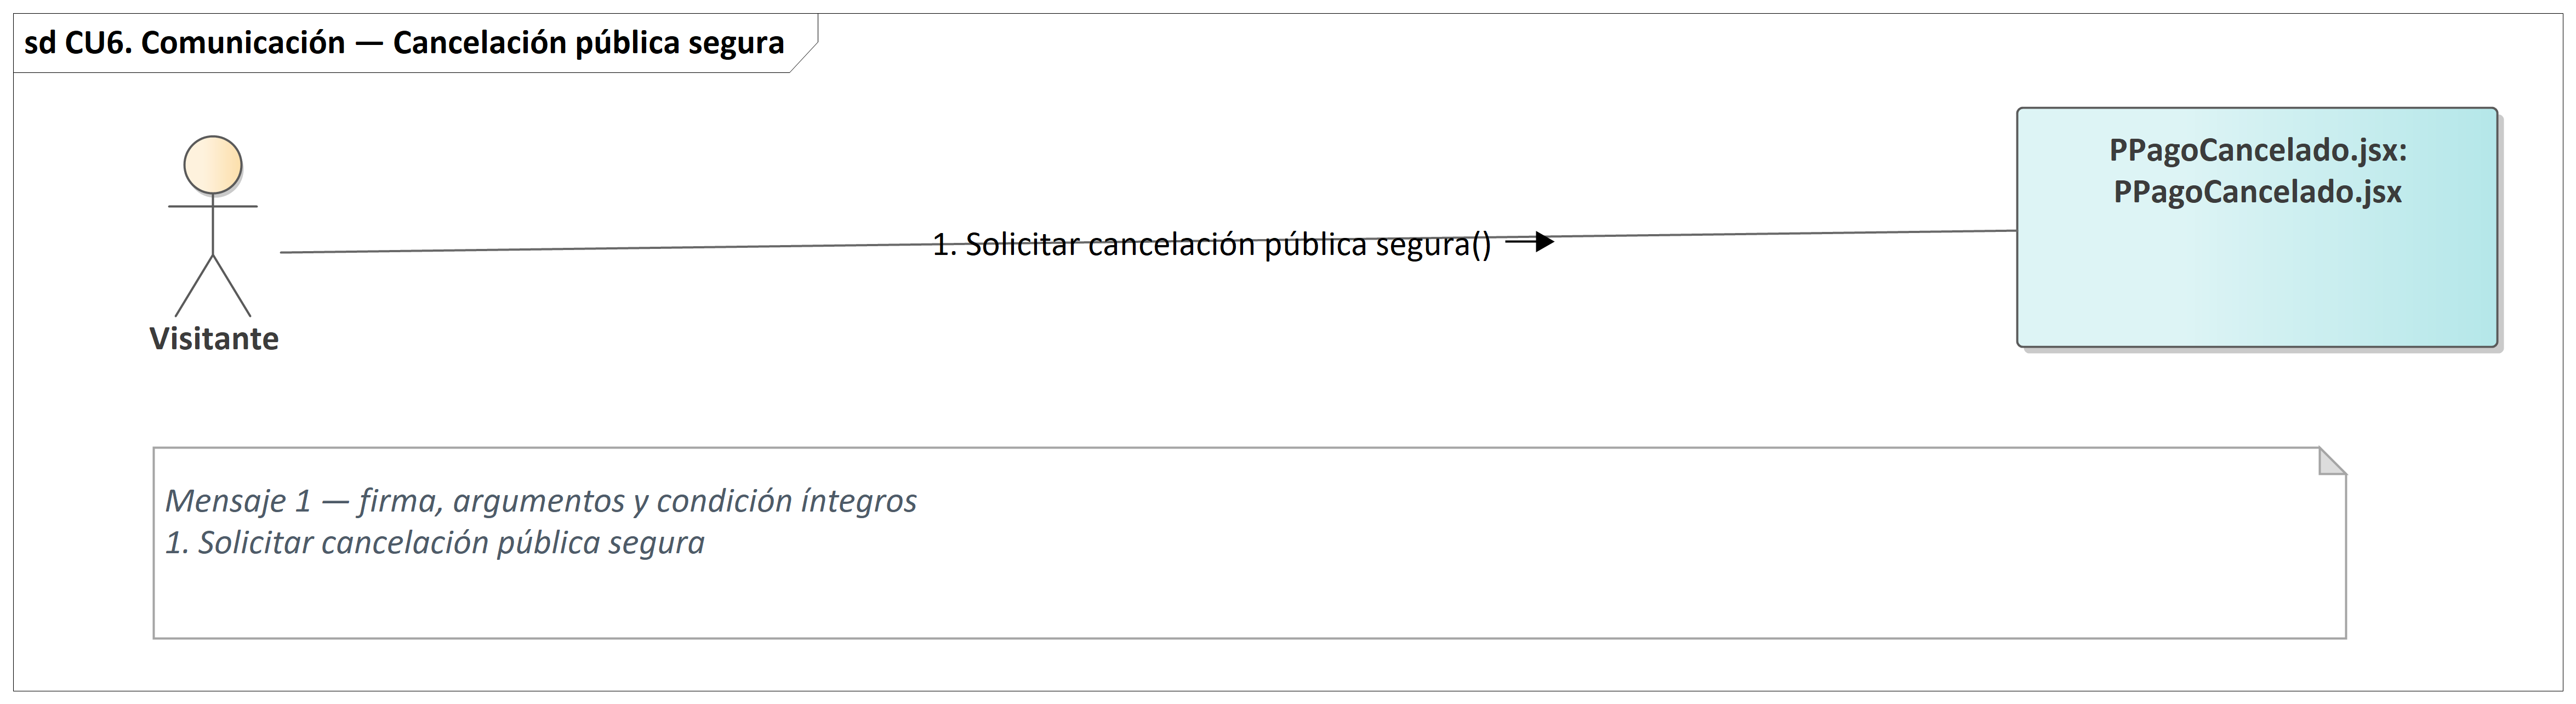 sd CU6. Comunicación — Cancelación pública segura
PPagoCancelado.jsx:
PPagoCancelado.jsx
1. Solicitar cancelación pública segura()
Visitante
Mensaje 1 — firma, argumentos y condición íntegros
1. Solicitar cancelación pública segura